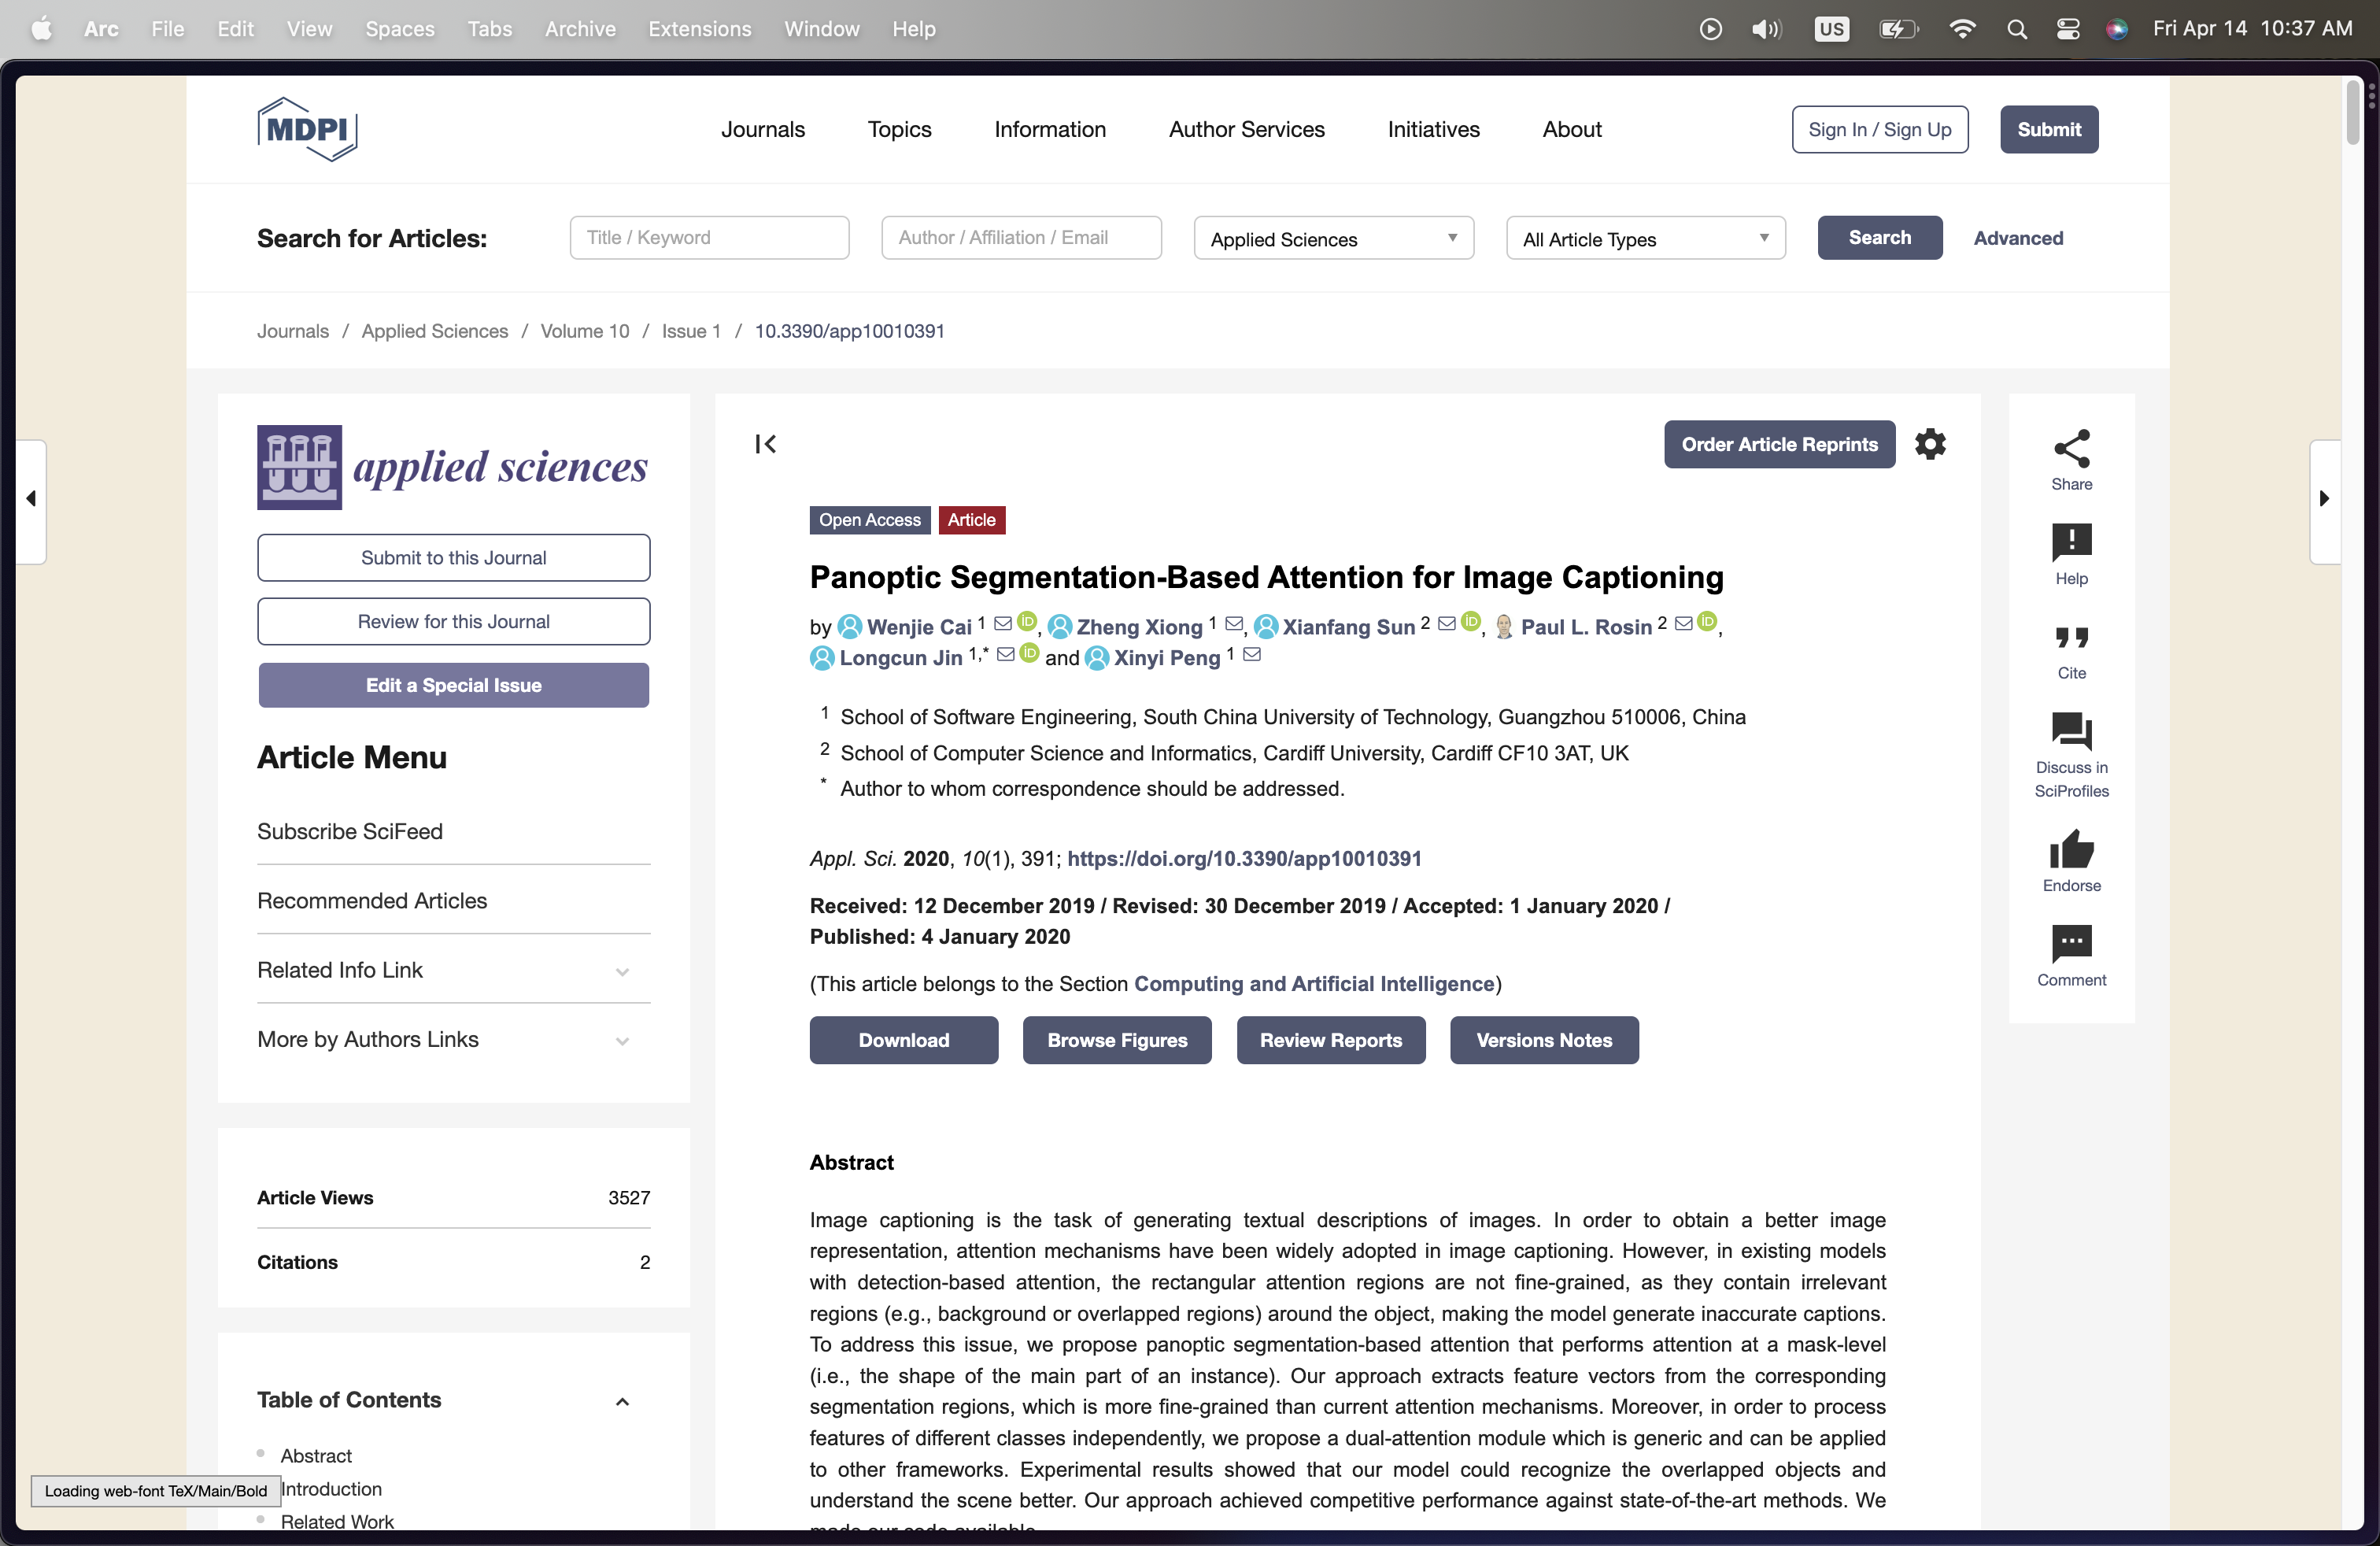 Arc File Edit View Spaces Tabs Archive Extensions Window Help US Fri Apr 14 10:37 AM
MDPI Journals Topics Information Author Services Initiatives About Sign In / Sign Up Submit
Search for Articles: Title / Keyword Author / Affiliation / Email Applied Sciences All Article Types Search Advanced
Journals / Applied Sciences / Volume 10 / Issue 1 / 10.3390/app10010391
applied sciences
Submit to this Journal
Review for this Journal
Edit a Special Issue
Article Menu
Subscribe SciFeed
Recommended Articles
Related Info Link
More by Authors Links
Article Views 3527
Citations 2
Table of Contents
Abstract
Introduction
Related Work
Loading web-font TeX/Main/Bold
Order Article Reprints
Open Access Article
Panoptic Segmentation-Based Attention for Image Captioning
by Wenjie Cai 1 iD, Zheng Xiong 1, Xianfang Sun 2 iD, Paul L. Rosin 2 iD,
Longcun Jin 1,* iD and Xinyi Peng 1
1 School of Software Engineering, South China University of Technology, Guangzhou 510006, China
2 School of Computer Science and Informatics, Cardiff University, Cardiff CF10 3AT, UK
* Author to whom correspondence should be addressed.
Appl. Sci. 2020, 10(1), 391; https://doi.org/10.3390/app10010391
Received: 12 December 2019 / Revised: 30 December 2019 / Accepted: 1 January 2020 /
Published: 4 January 2020
(This article belongs to the Section Computing and Artificial Intelligence)
Download Browse Figures Review Reports Versions Notes
Abstract
Image captioning is the task of generating textual descriptions of images. In order to obtain a better image
representation, attention mechanisms have been widely adopted in image captioning. However, in existing models
with detection-based attention, the rectangular attention regions are not fine-grained, as they contain irrelevant
regions (e.g., background or overlapped regions) around the object, making the model generate inaccurate captions.
To address this issue, we propose panoptic segmentation-based attention that performs attention at a mask-level
(i.e., the shape of the main part of an instance). Our approach extracts feature vectors from the corresponding
segmentation regions, which is more fine-grained than current attention mechanisms. Moreover, in order to process
features of different classes independently, we propose a dual-attention module which is generic and can be applied
to other frameworks. Experimental results showed that our model could recognize the overlapped objects and
understand the scene better. Our approach achieved competitive performance against state-of-the-art methods. We
made our code available.
Share
Help
Cite
Discuss in
SciProfiles
Endorse
Comment